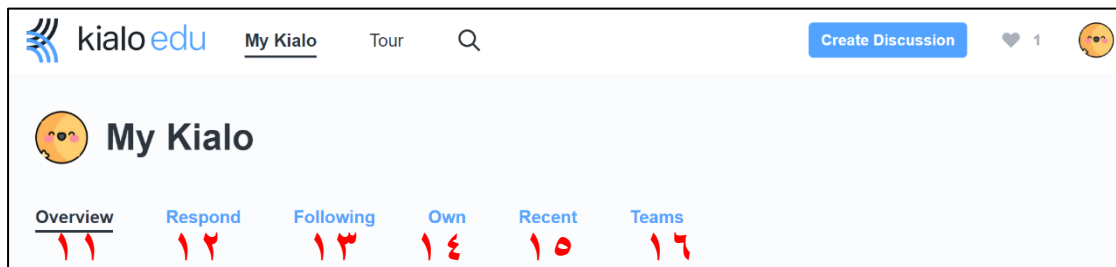 kialo edu My Kialo Tour Create Discussion 1
My Kialo
Overview Respond Following Own Recent Teams
١١ ١٢ ١٣ ١٤ ١٥ ١٦